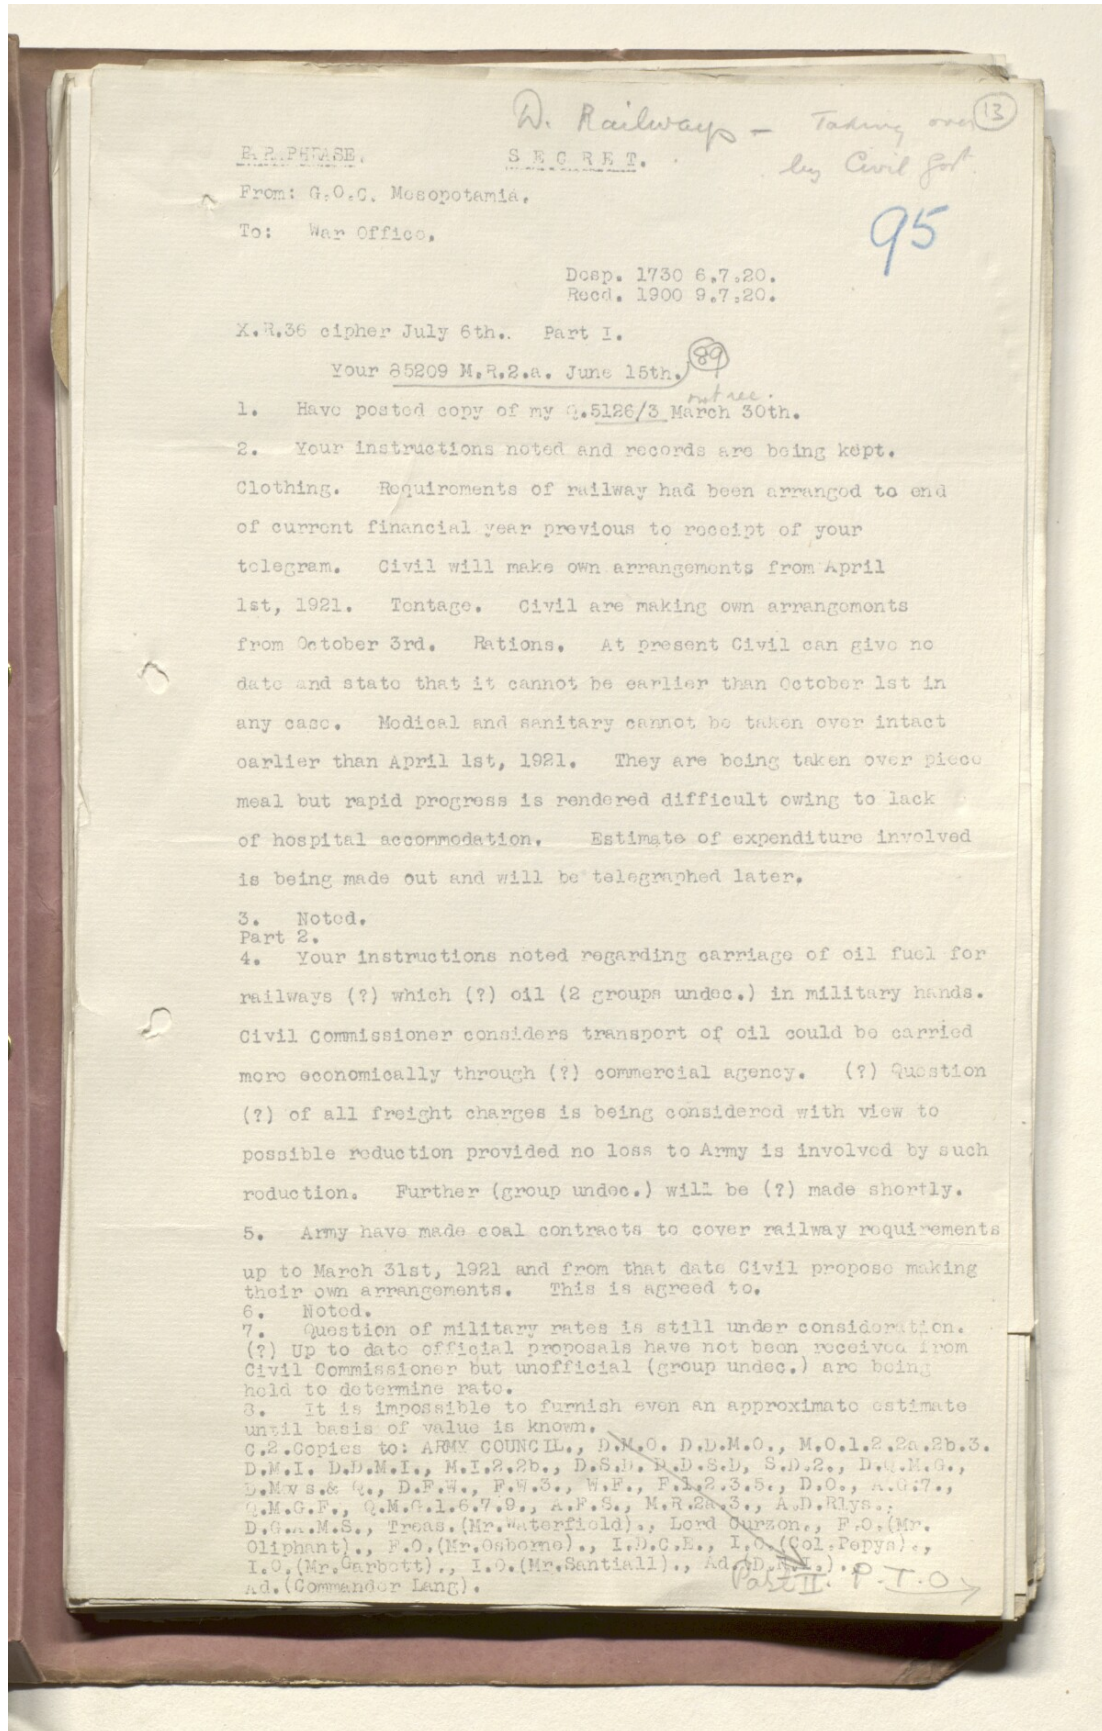 D. Railways - Taking over 13
by Civil Govt.
PARAPHRASE. SECRET.
From: G.O.C. Mesopotamia.
To: War Office.
95
Desp. 1730 6.7.20.
Recd. 1900 9.7.20.
X.R.36 cipher July 6th. Part I.
Your 85209 M.R.2.a. June 15th. 89
not rec.
1. Have posted copy of my Q.5126/3 March 30th.
2. Your instructions noted and records are being kept.
Clothing. Requirements of railway had been arranged to end
of current financial year previous to receipt of your
telegram. Civil will make own arrangements from April
1st, 1921. Tentage. Civil are making own arrangements
from October 3rd. Rations. At present Civil can give no
date and state that it cannot be earlier than October 1st in
any case. Medical and sanitary cannot be taken over intact
earlier than April 1st, 1921. They are being taken over piece
meal but rapid progress is rendered difficult owing to lack
of hospital accommodation. Estimate of expenditure involved
is being made out and will be telegraphed later.
3. Noted.
Part 2.
4. Your instructions noted regarding carriage of oil fuel for
railways (?) which (?) oil (2 groups undec.) in military hands.
Civil Commissioner considers transport of oil could be carried
more economically through (?) commercial agency. (?) Question
(?) of all freight charges is being considered with view to
possible reduction provided no loss to Army is involved by such
reduction. Further (group undec.) will be (?) made shortly.
5. Army have made coal contracts to cover railway requirements
up to March 31st, 1921 and from that date Civil propose making
their own arrangements. This is agreed to.
6. Noted.
7. Question of military rates is still under consideration.
(?) Up to date official proposals have not been received from
Civil Commissioner but unofficial (group undec.) are being
held to determine rate.
8. It is impossible to furnish even an approximate estimate
until basis of value is known.
C.2.Copies to: ARMY COUNCIL., D.M.O. D.D.M.O., M.O.1.2.2a.2b.3.
D.M.I. D.D.M.I., M.I.2.2b., D.S.D. D.D.S.D, S.D.2., D.Q.M.G.,
D.Mvs.& Q., D.F.W., F.W.3., W.F., F.1.2.3.5., D.O., A.G.7.,
Q.M.G.F., Q.M.G.1.6.7.9., A.F.S., M.R.2a.3., A.D.Rlys.,
D.G.A.M.S., Treas.(Mr.Waterfield)., Lord Curzon., F.O.(Mr.
Oliphant)., F.O.(Mr.Osborne)., I.D.C.E., I.O.(Col.Pepys).,
I.O.(Mr.Garbett)., I.O.(Mr.Santiall)., Ad.(D.N.I.).,
Ad.(Commander Lang). Part II. P.T.O